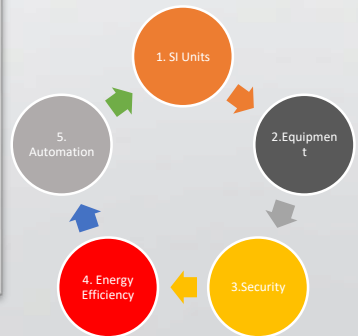 1. SI Units
2.Equipmen
t
3.Security
4. Energy
Efficiency
5.
Automation